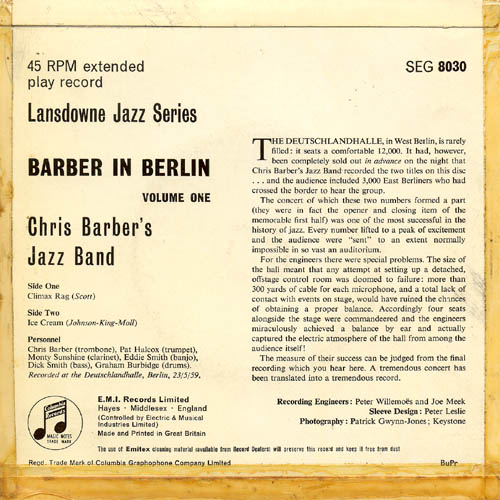 45 RPM extended
play record
SEG 8030
Lansdowne Jazz Series
BARBER IN BERLIN
VOLUME ONE
Chris Barber's
Jazz Band
Side One
Climax Rag (Scott)
Side Two
Ice Cream (Johnson-King-Moll)
Personnel
Chris Barber (trombone), Pat Halcox (trumpet),
Monty Sunshine (clarinet), Eddie Smith (banjo),
Dick Smith (bass), Graham Burbidge (drums).
Recorded at the Deutschlandhalle, Berlin, 23/5/59.
THE DEUTSCHLANDHALLE, in West Berlin, is rarely
filled: it seats a comfortable 12,000. It had, however,
been completely sold out in advance on the night that
Chris Barber's Jazz Band recorded the two titles on this disc
. . . and the audience included 3,000 East Berliners who had
crossed the border to hear the group.
The concert of which these two numbers formed a part
(they were in fact the opener and closing item of the
memorable first half) was one of the most successful in the
history of jazz. Every number lifted to a peak of excitement
and the audience were "sent" to an extent normally
impossible in so vast an auditorium.
For the engineers there were special problems. The size of
the hall meant that any attempt at setting up a detached,
off-stage control room was doomed to failure: more than
300 yards of cable for each microphone, and a total lack of
contact with events on stage, would have ruined the chances
of obtaining a proper balance. Accordingly four seats
alongside the stage were commandeered and the engineers
miraculously achieved a balance by ear and actually
captured the electric atmosphere of the hall from among the
audience itself!
The measure of their success can be judged from the final
recording which you hear here. A tremendous concert has
been translated into a tremendous record.
Recording Engineers: Peter Willemoës and Joe Meek
Sleeve Design: Peter Leslie
Photography: Patrick Gwynn-Jones; Keystone
Columbia
Records
MAGIC NOTES
TRADE MARK
E.M.I. Records Limited
Hayes · Middlesex · England
(Controlled by Electric & Musical
Industries Limited)
Made and Printed in Great Britain
The use of Emitex cleaning material (available from Record Dealers) will preserve this record and keep it free from dust
Regd. Trade Mark of Columbia Graphophone Company Limited
BuPr